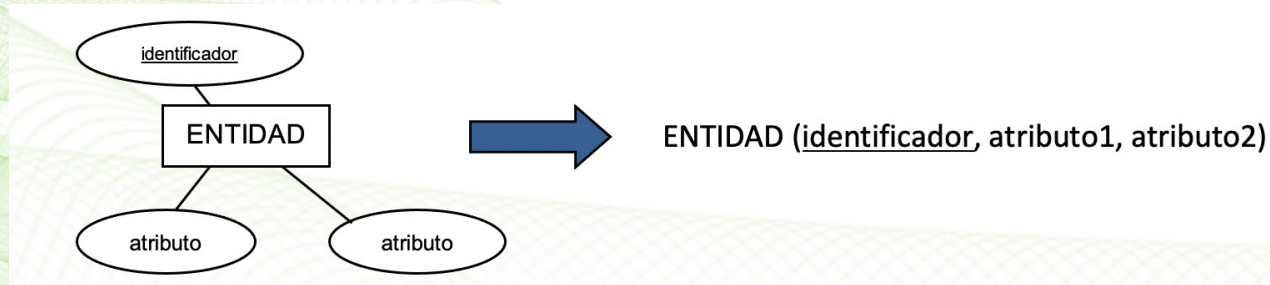 identificador
ENTIDAD
ENTIDAD (identificador, atributo1, atributo2)
atributo
atributo